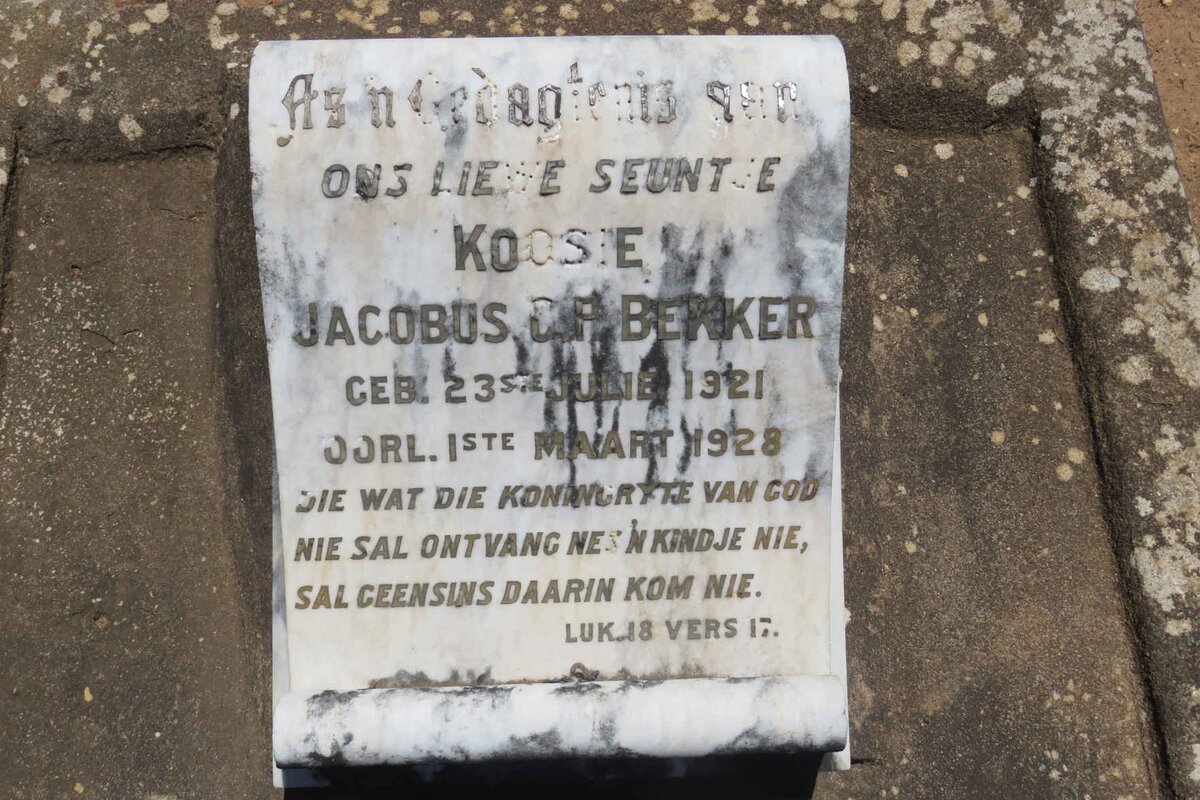 As 'n Gedagtenis aan
ONS LIEWE SEUNTJE
KOOSIE
JACOBUS C.P. BEKKER
GEB. 23STE JULIE 1921
OORL. 1STE MAART 1928
DIE WAT DIE KONINGRYKE VAN GOD
NIE SAL ONTVANG NES 'N KINDJE NIE,
SAL GEENSINS DAARIN KOM NIE.
LUK. 18 VERS 17.